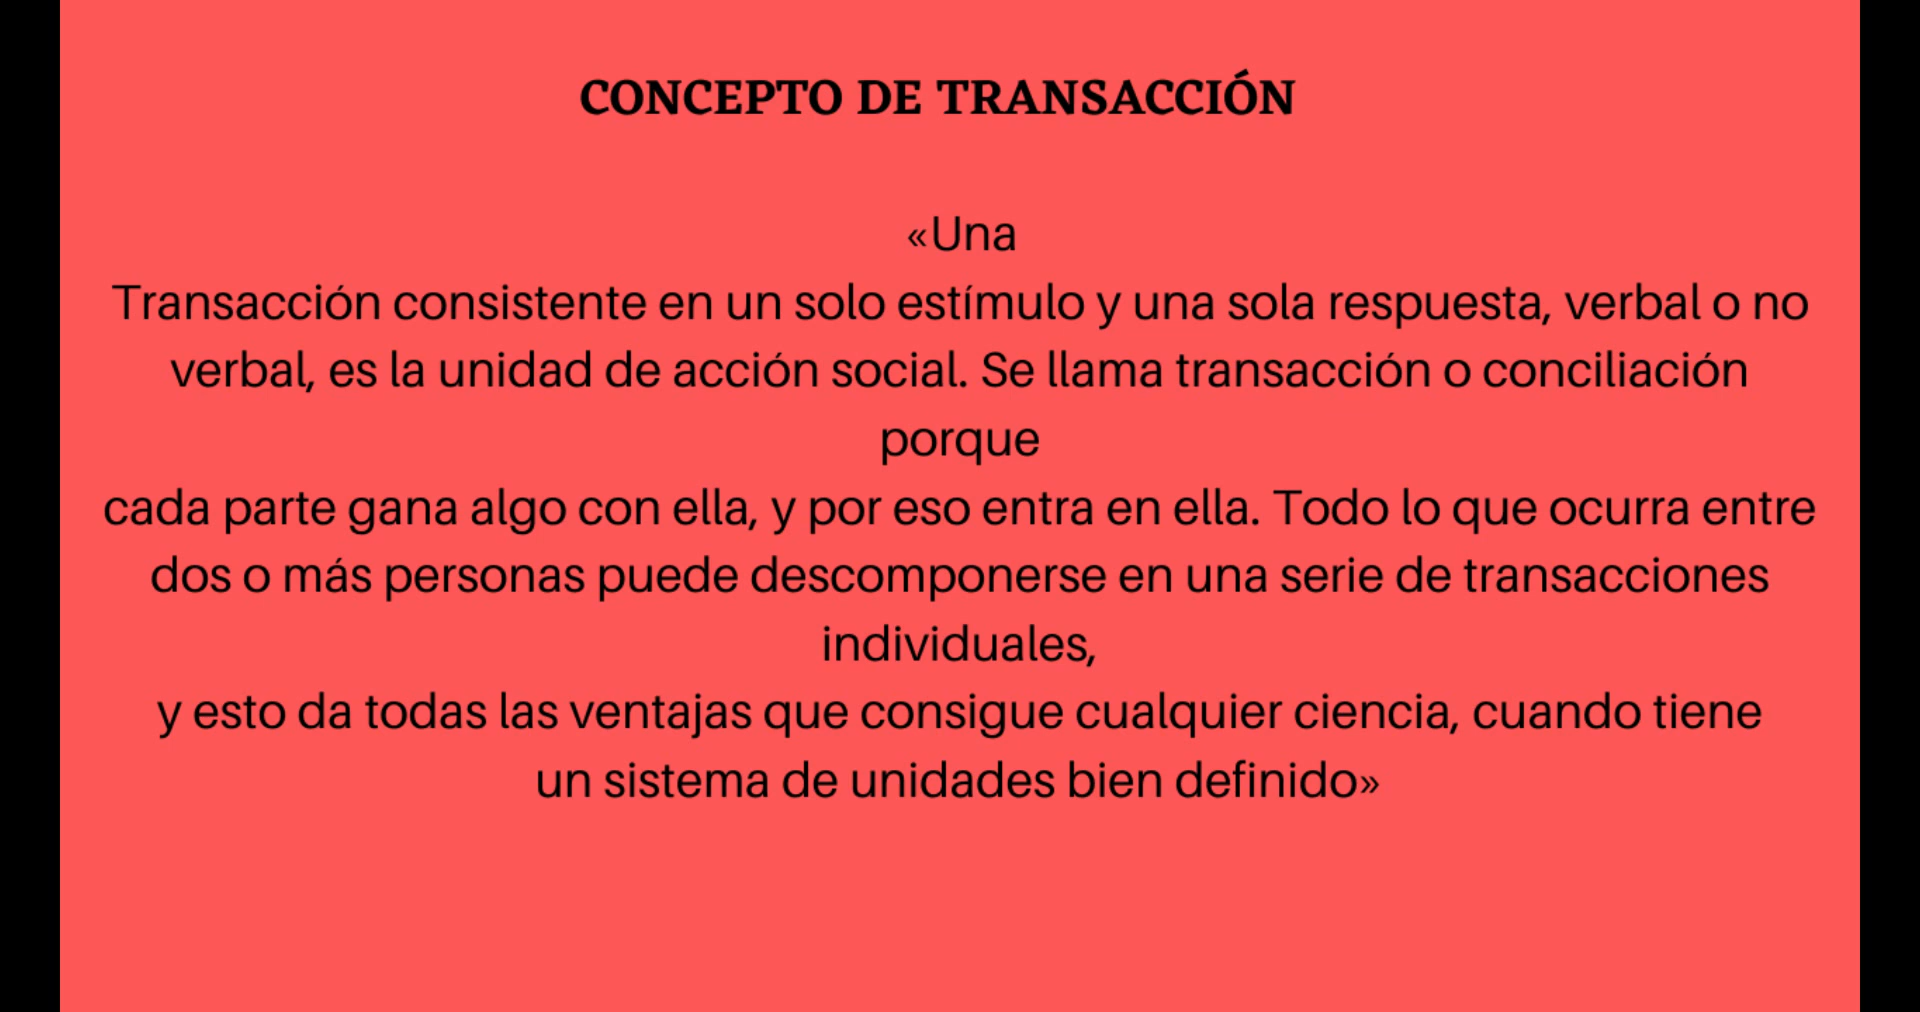 CONCEPTO DE TRANSACCIÓN
«Una
Transacción consistente en un solo estímulo y una sola respuesta, verbal o no
verbal, es la unidad de acción social. Se llama transacción o conciliación
porque
cada parte gana algo con ella, y por eso entra en ella. Todo lo que ocurra entre
dos o más personas puede descomponerse en una serie de transacciones
individuales,
y esto da todas las ventajas que consigue cualquier ciencia, cuando tiene
un sistema de unidades bien definido»